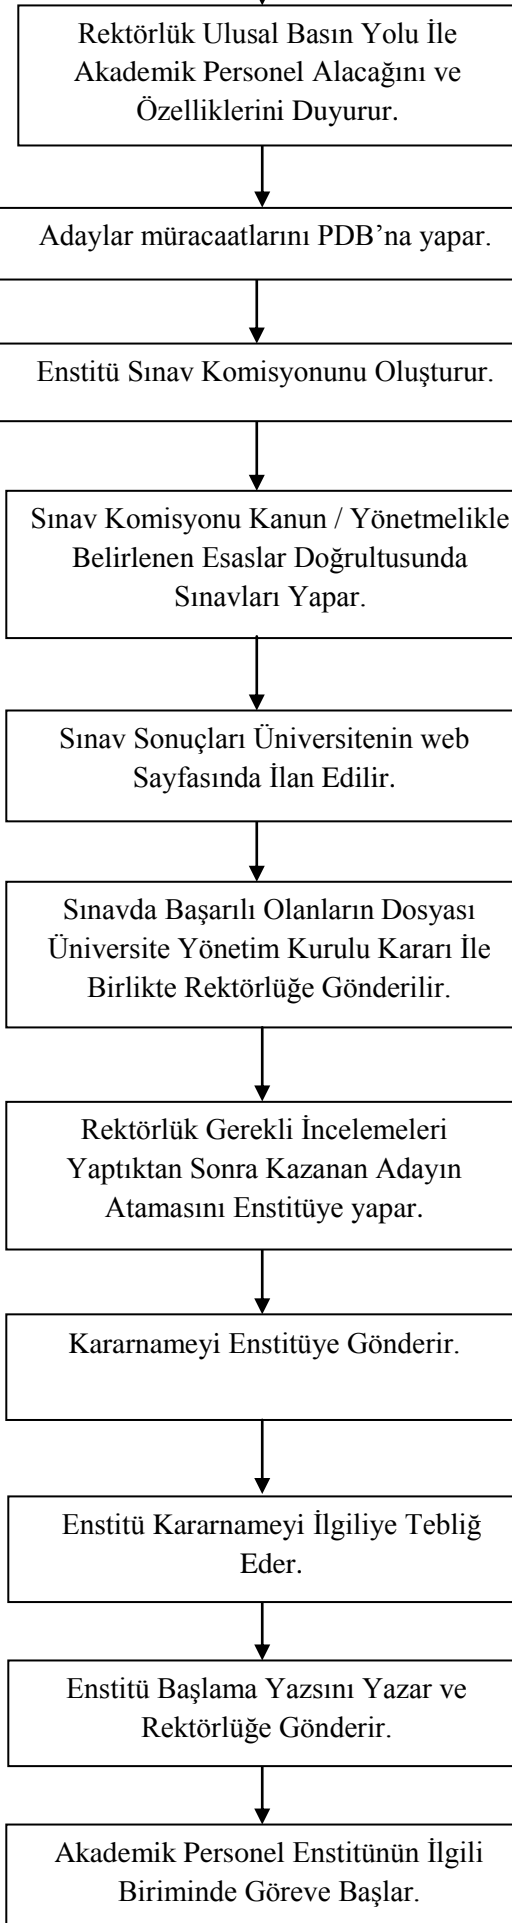 Rektörlük Ulusal Basın Yolu İle
Akademik Personel Alacağını ve
Özelliklerini Duyurur.
Adaylar müracaatlarını PDB’na yapar.
Enstitü Sınav Komisyonunu Oluşturur.
Sınav Komisyonu Kanun / Yönetmelikle
Belirlenen Esaslar Doğrultusunda
Sınavları Yapar.
Sınav Sonuçları Üniversitenin web
Sayfasında İlan Edilir.
Sınavda Başarılı Olanların Dosyası
Üniversite Yönetim Kurulu Kararı İle
Birlikte Rektörlüğe Gönderilir.
Rektörlük Gerekli İncelemeleri
Yaptıktan Sonra Kazanan Adayın
Atamasını Enstitüye yapar.
Kararnameyi Enstitüye Gönderir.
Enstitü Kararnameyi İlgiliye Tebliğ
Eder.
Enstitü Başlama Yazsını Yazar ve
Rektörlüğe Gönderir.
Akademik Personel Enstitünün İlgili
Biriminde Göreve Başlar.